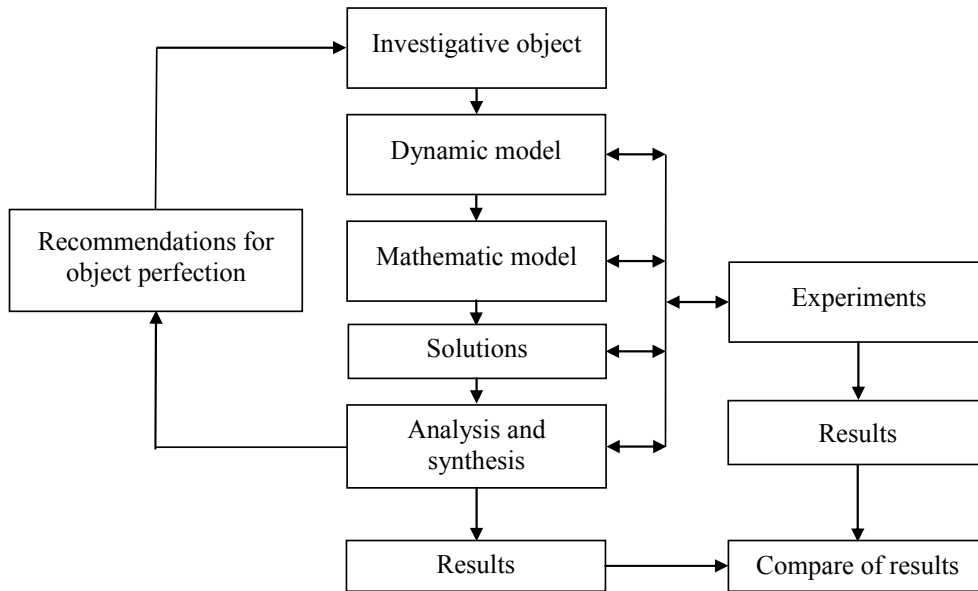 Investigative object
Dynamic model
Recommendations for
object perfection
Mathematic model
Experiments
Solutions
Analysis and
synthesis
Results
Results
Compare of results